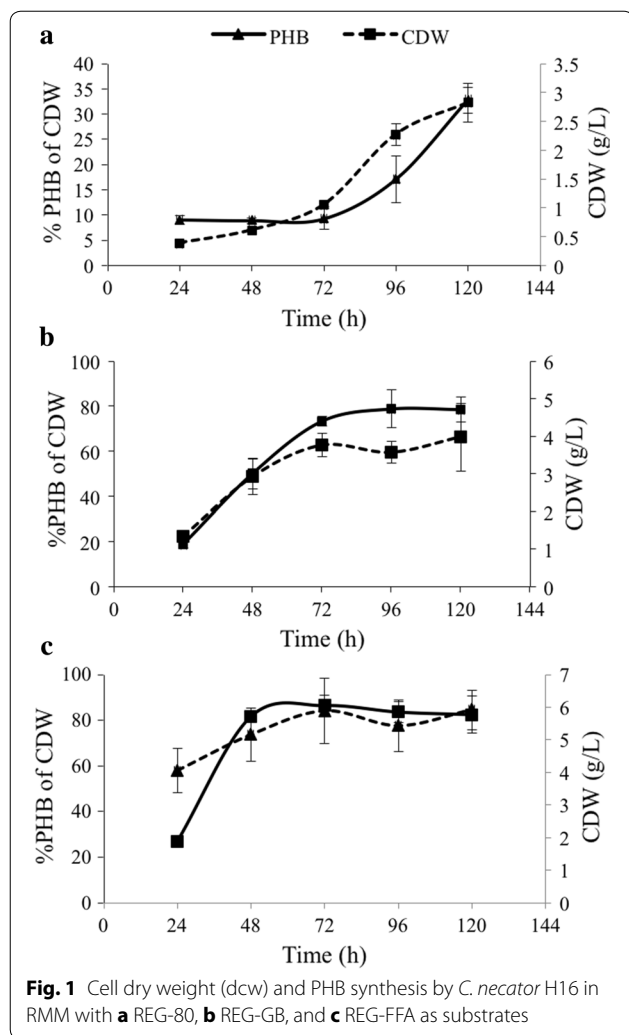 a
PHB CDW
% PHB of CDW
40
35
30
25
20
15
10
5
0
3.5
3
2.5
2
1.5
1
0.5
0
CDW (g/L)
0 24 48 72 96 120 144
Time (h)
b
%PHB of CDW
100
80
60
40
20
0
6
5
4
3
2
1
0
CDW (g/L)
0 24 48 72 96 120 144
Time (h)
c
%PHB of CDW
100
80
60
40
20
0
7
6
5
4
3
2
1
0
CDW (g/L)
0 24 48 72 96 120 144
Time (h)
Fig. 1 Cell dry weight (dcw) and PHB synthesis by C. necator H16 in
RMM with a REG-80, b REG-GB, and c REG-FFA as substrates